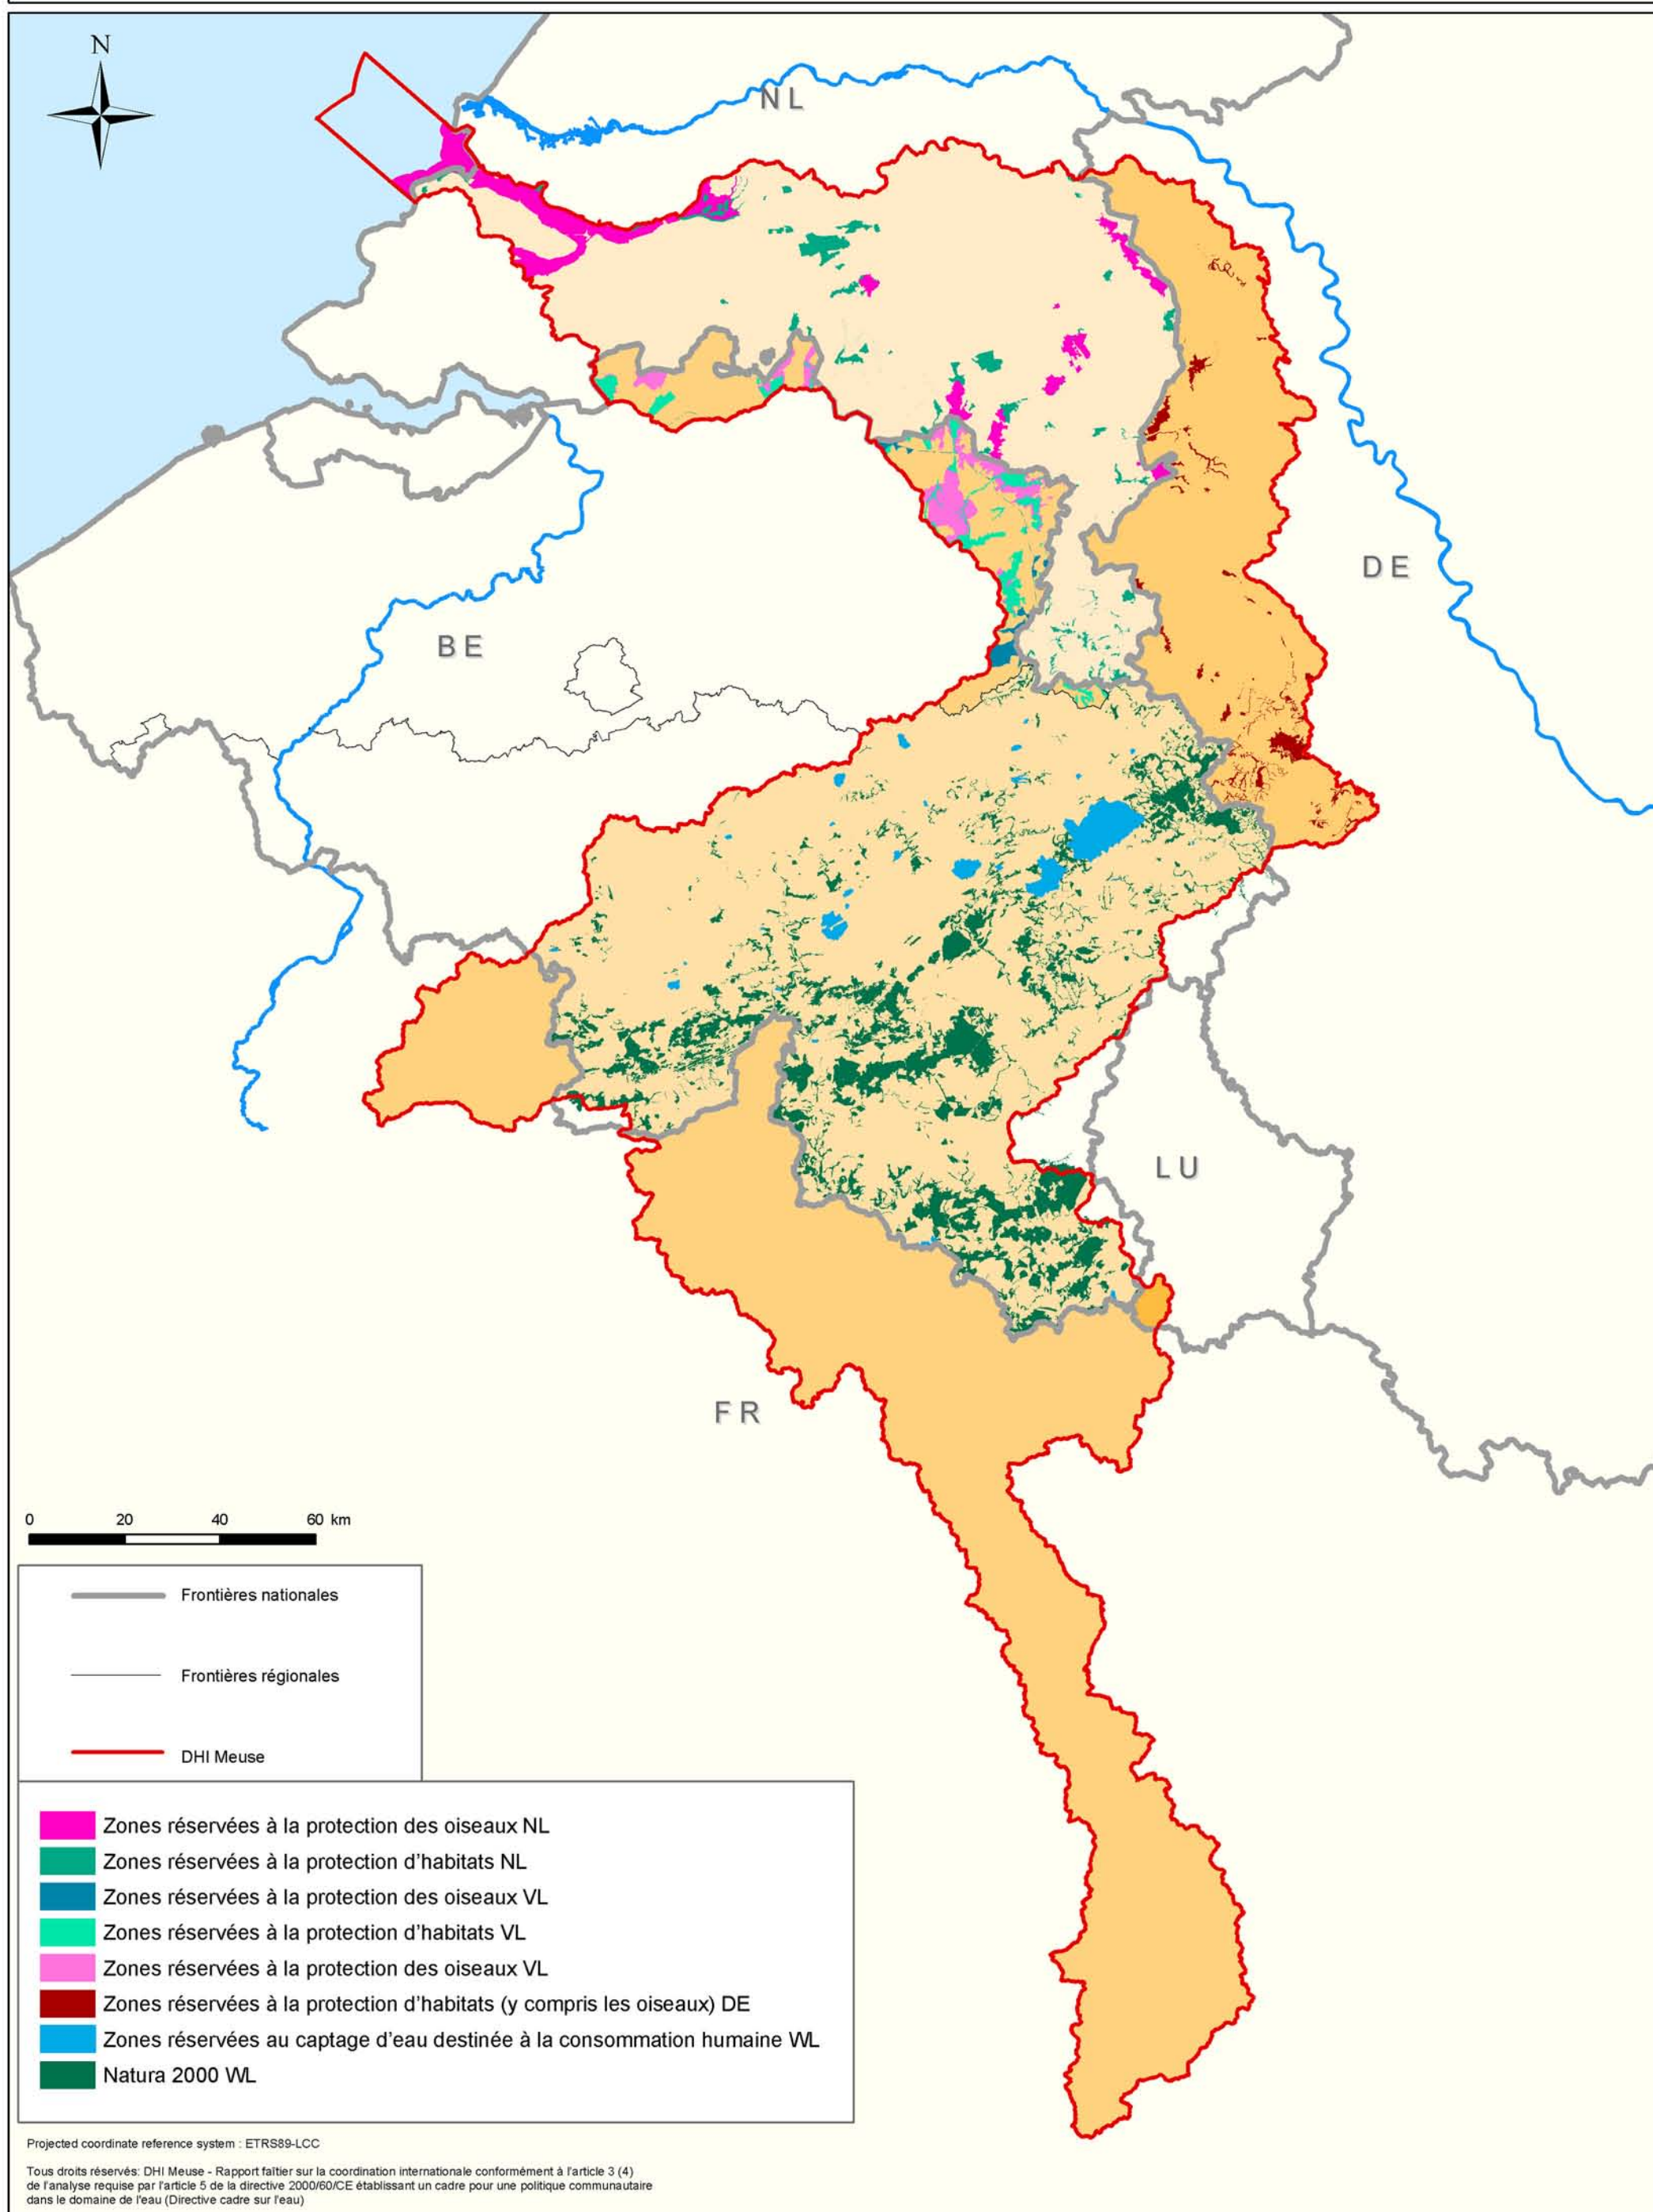 N
NL
DE
BE
LU
FR
0 20 40 60 km
Frontières nationales
Frontières régionales
DHI Meuse
Zones réservées à la protection des oiseaux NL
Zones réservées à la protection d'habitats NL
Zones réservées à la protection des oiseaux VL
Zones réservées à la protection d'habitats VL
Zones réservées à la protection des oiseaux VL
Zones réservées à la protection d'habitats (y compris les oiseaux) DE
Zones réservées au captage d'eau destinée à la consommation humaine WL
Natura 2000 WL
Projected coordinate reference system : ETRS89-LCC
Tous droits réservés: DHI Meuse - Rapport faîtier sur la coordination internationale conformément à l'article 3 (4)
de l'analyse requise par l'article 5 de la directive 2000/60/CE établissant un cadre pour une politique communautaire
dans le domaine de l'eau (Directive cadre sur l'eau)